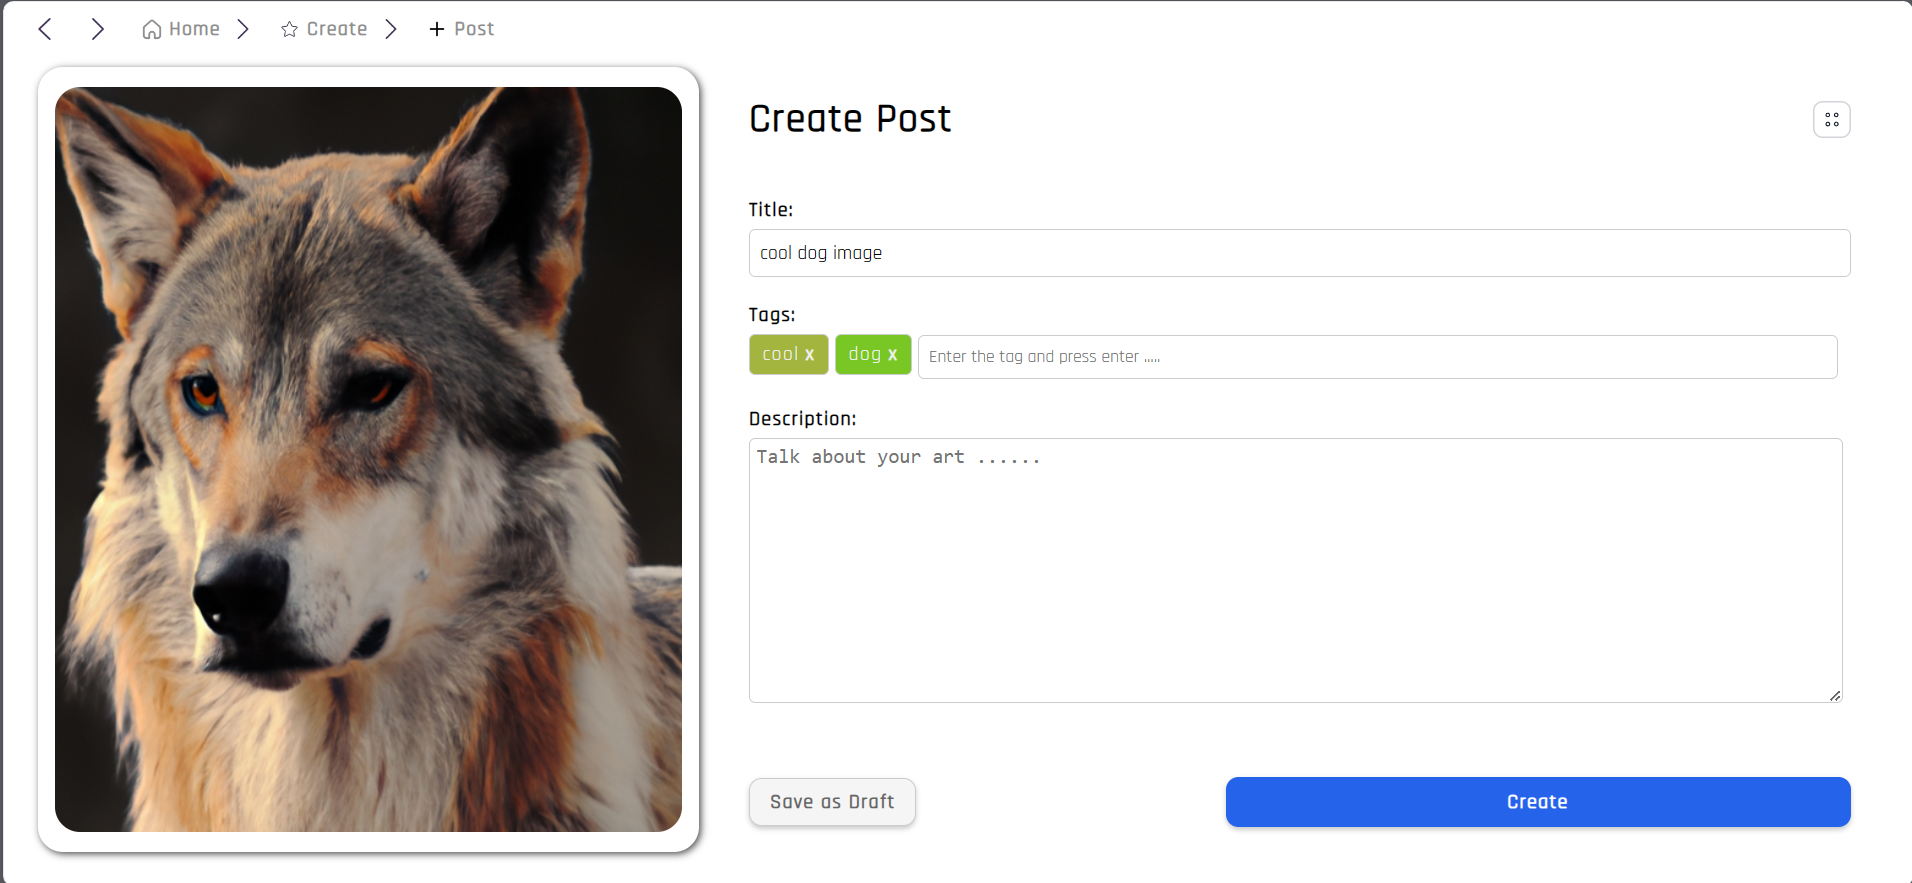 Home Create Post
Create Post
Title:
cool dog image
Tags:
cool x dog x Enter the tag and press enter .....
Description:
Talk about your art ......
Save as Draft Create